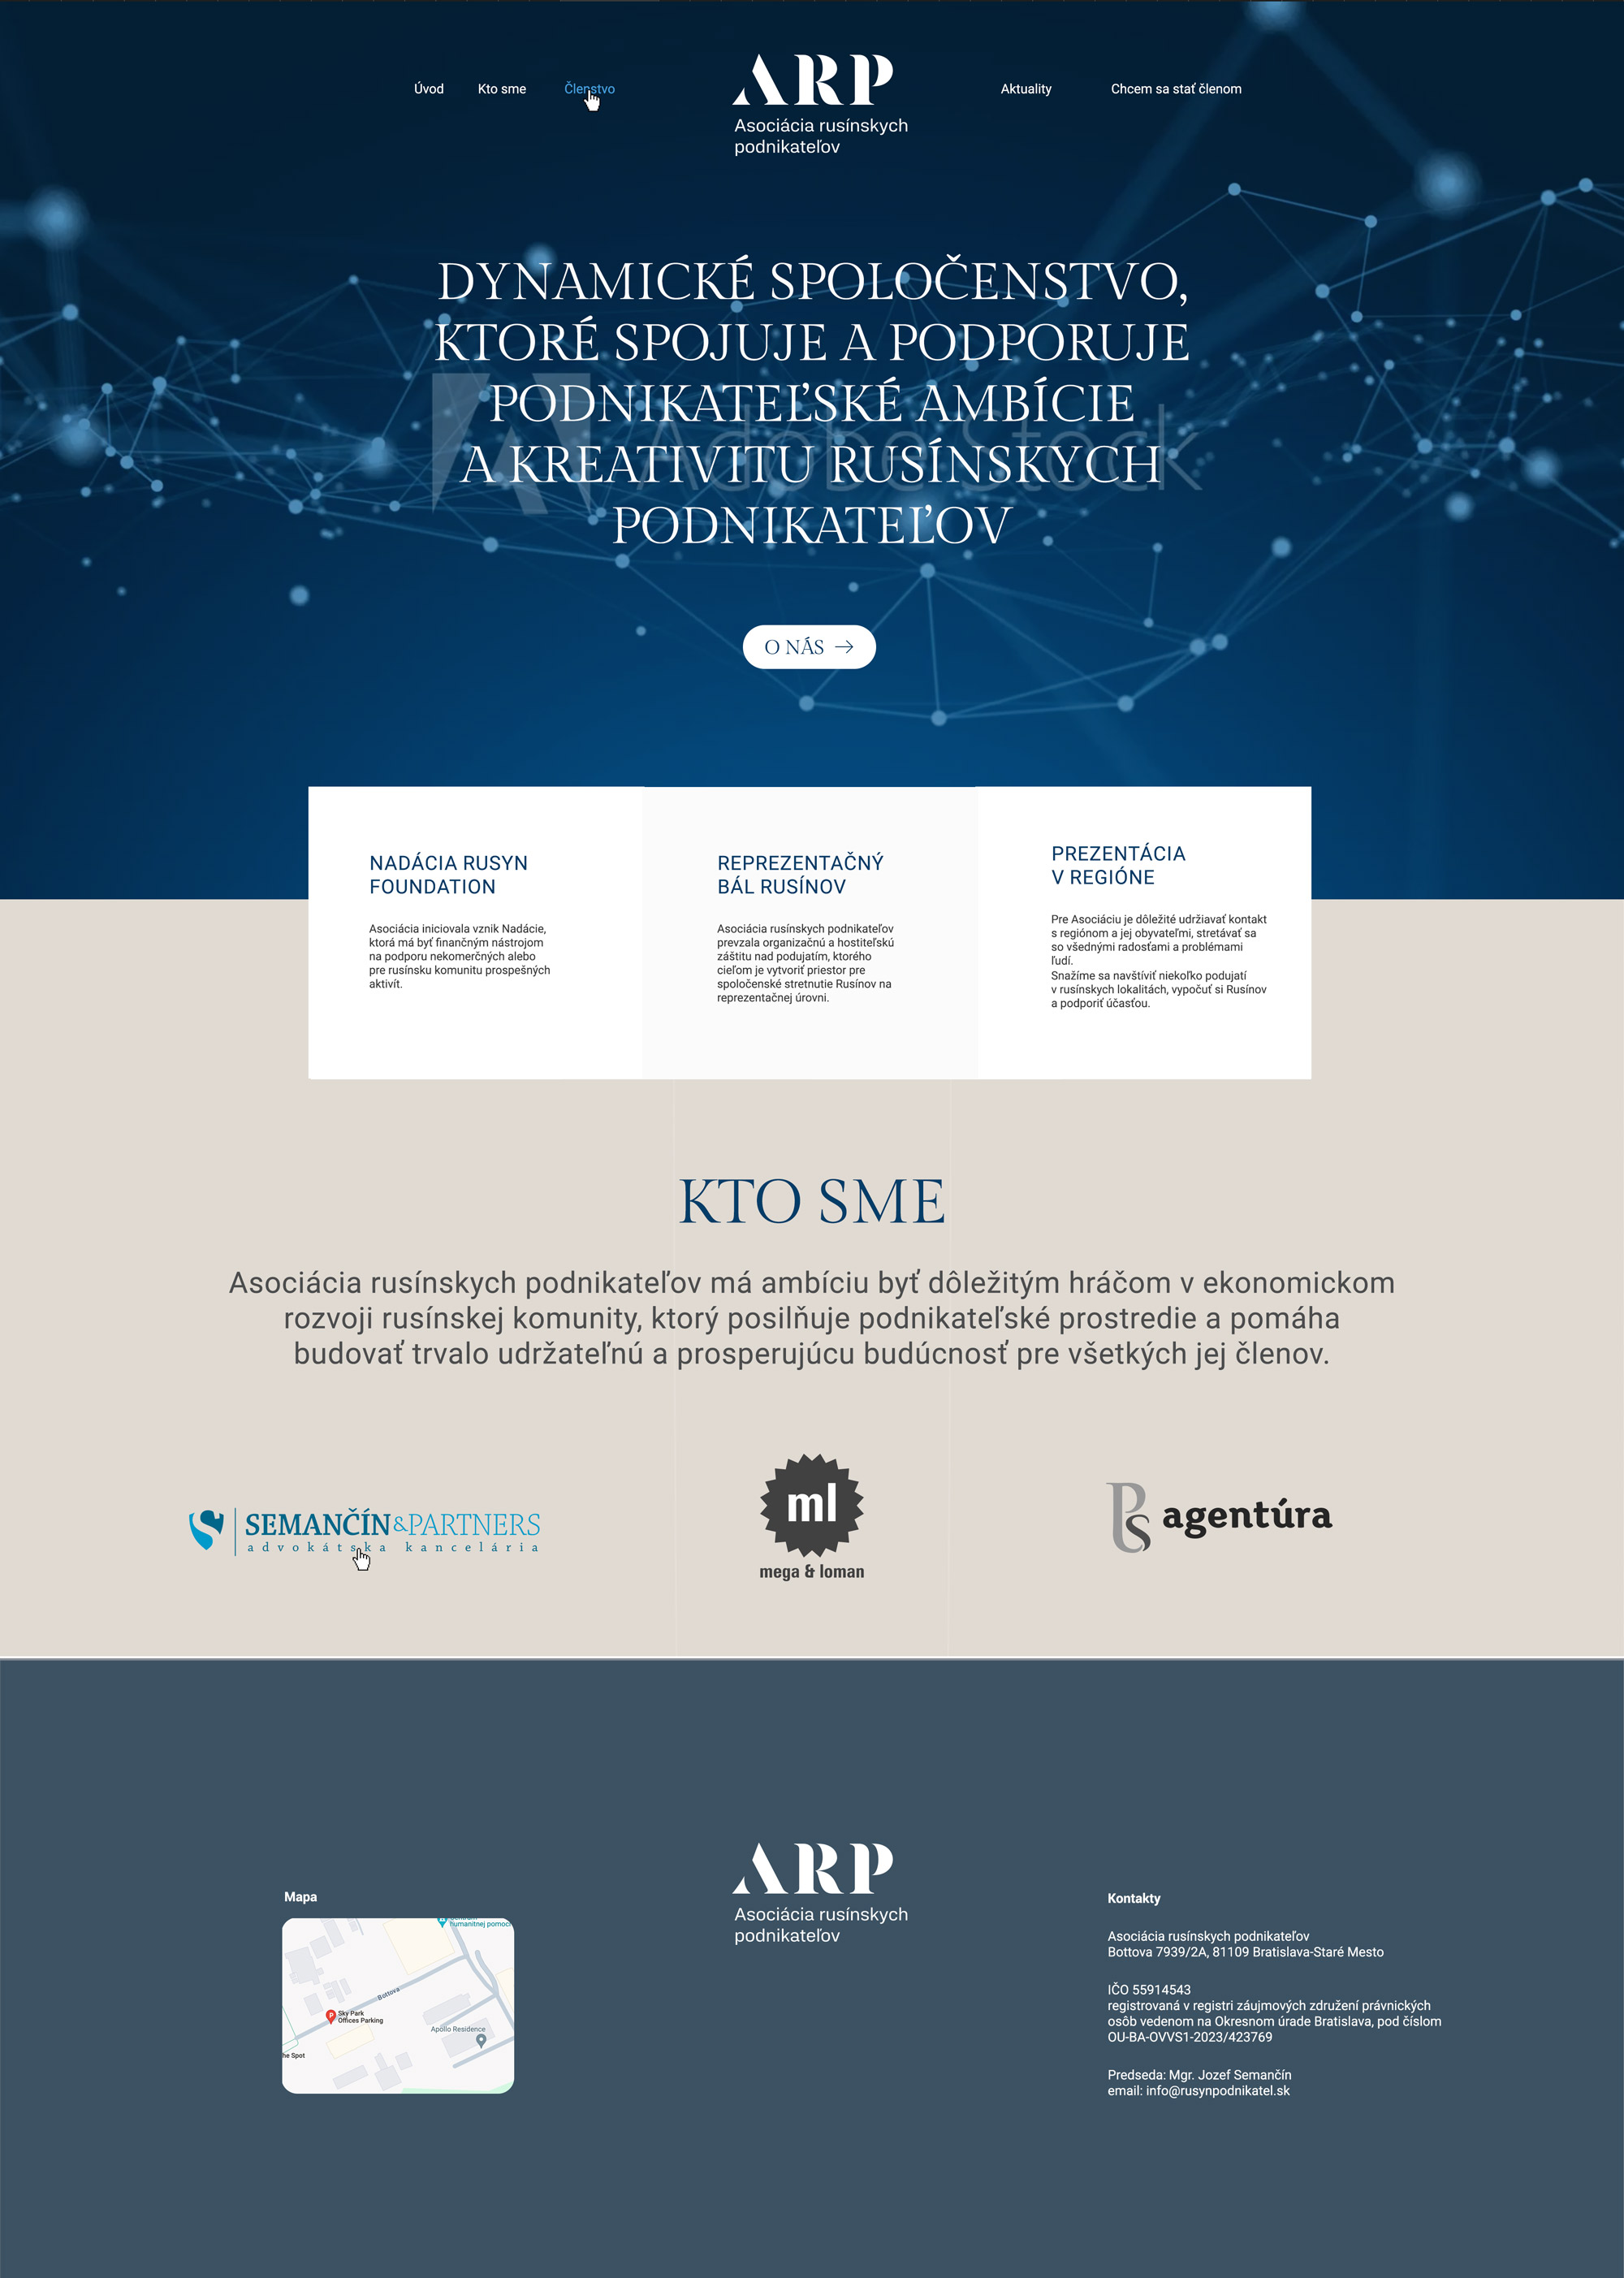 Úvod
Kto sme
Členstvo
ARP
Asociácia rusínskych
podnikateľov
Aktuality
Chcem sa stať členom
DYNAMICKÉ SPOLOČENSTVO,
KTORÉ SPOJUJE A PODPORUJE
PODNIKATEĽSKÉ AMBÍCIE
A KREATIVITU RUSÍNSKYCH
PODNIKATEĽOV
Adobe Stock
O NÁS →
NADÁCIA RUSYN
FOUNDATION
Asociácia iniciovala vznik Nadácie,
ktorá má byť finančným nástrojom
na podporu nekomerčných alebo
pre rusínsku komunitu prospešných
aktivít.
REPREZENTAČNÝ
BÁL RUSÍNOV
Asociácia rusínskych podnikateľov
prevzala organizačnú a hostiteľskú
záštitu nad podujatím, ktorého
cieľom je vytvoriť priestor pre
spoločenské stretnutie Rusínov na
reprezentačnej úrovni.
PREZENTÁCIA
V REGIÓNE
Pre Asociáciu je dôležité udržiavať kontakt
s regiónom a jej obyvateľmi, stretávať sa
so všednými radosťami a problémami
ľudí.
Snažíme sa navštíviť niekoľko podujatí
v rusínskych lokalitách, vypočuť si Rusínov
a podporiť účasťou.
KTO SME
Asociácia rusínskych podnikateľov má ambíciu byť dôležitým hráčom v ekonomickom
rozvoji rusínskej komunity, ktorý posilňuje podnikateľské prostredie a pomáha
budovať trvalo udržateľnú a prosperujúcu budúcnosť pre všetkých jej členov.
SEMANČÍN&PARTNERS
advokátska kancelária
ml
mega & loman
PS agentúra
Mapa
humanitnej pomoci
Bottova
Sky Park
Offices Parking
Apollo Residence
he Spot
ARP
Asociácia rusínskych
podnikateľov
Kontakty
Asociácia rusínskych podnikateľov
Bottova 7939/2A, 81109 Bratislava-Staré Mesto
IČO 55914543
registrovaná v registri záujmových združení právnických
osôb vedenom na Okresnom úrade Bratislava, pod číslom
OU-BA-OVVS1-2023/423769
Predseda: Mgr. Jozef Semančín
email: info@rusynpodnikatel.sk